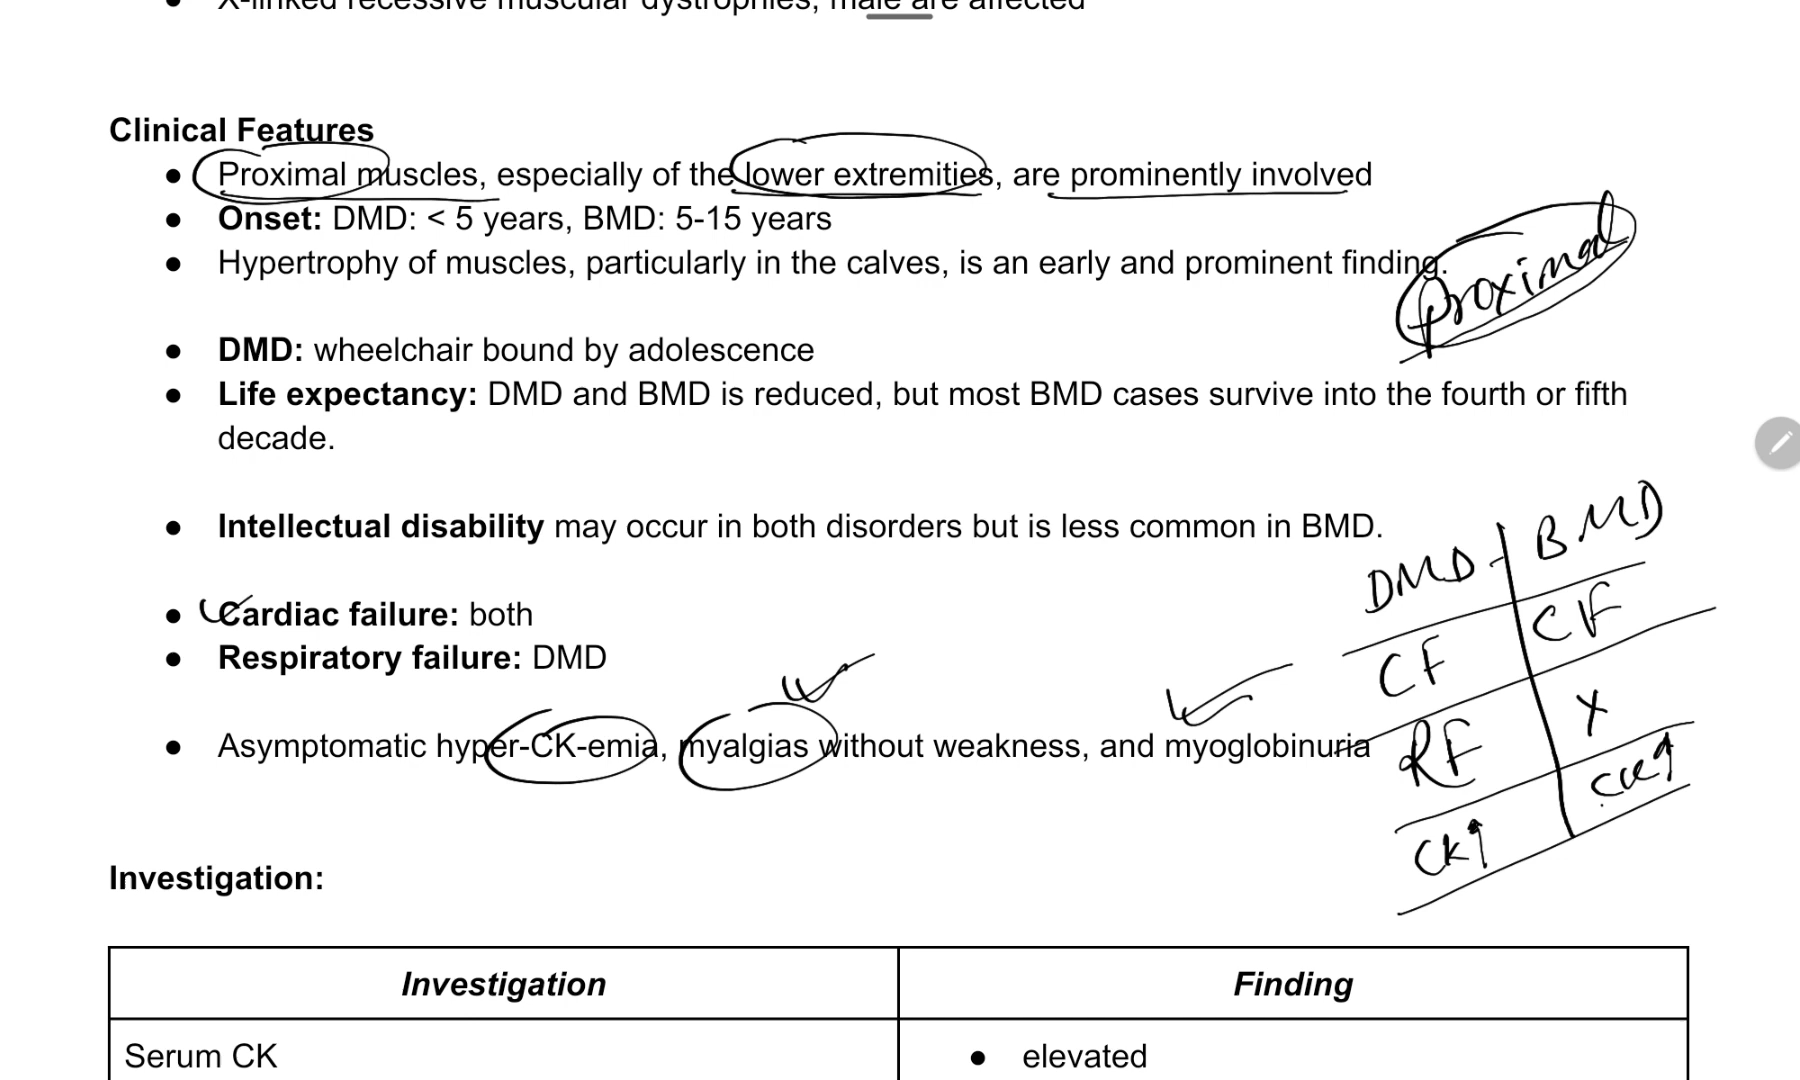 X-linked recessive muscular dystrophies, male are affected
Clinical Features
● Proximal muscles, especially of the lower extremities, are prominently involved
● Onset: DMD: < 5 years, BMD: 5-15 years
● Hypertrophy of muscles, particularly in the calves, is an early and prominent finding.
proximal
● DMD: wheelchair bound by adolescence
● Life expectancy: DMD and BMD is reduced, but most BMD cases survive into the fourth or fifth
decade.
● Intellectual disability may occur in both disorders but is less common in BMD.
● Cardiac failure: both
● Respiratory failure: DMD
● Asymptomatic hyper-CK-emia, myalgias without weakness, and myoglobinuria
DMD BMD
CF CF
RF X
CK↑ CK↑
Investigation:
Investigation Finding
Serum CK ● elevated